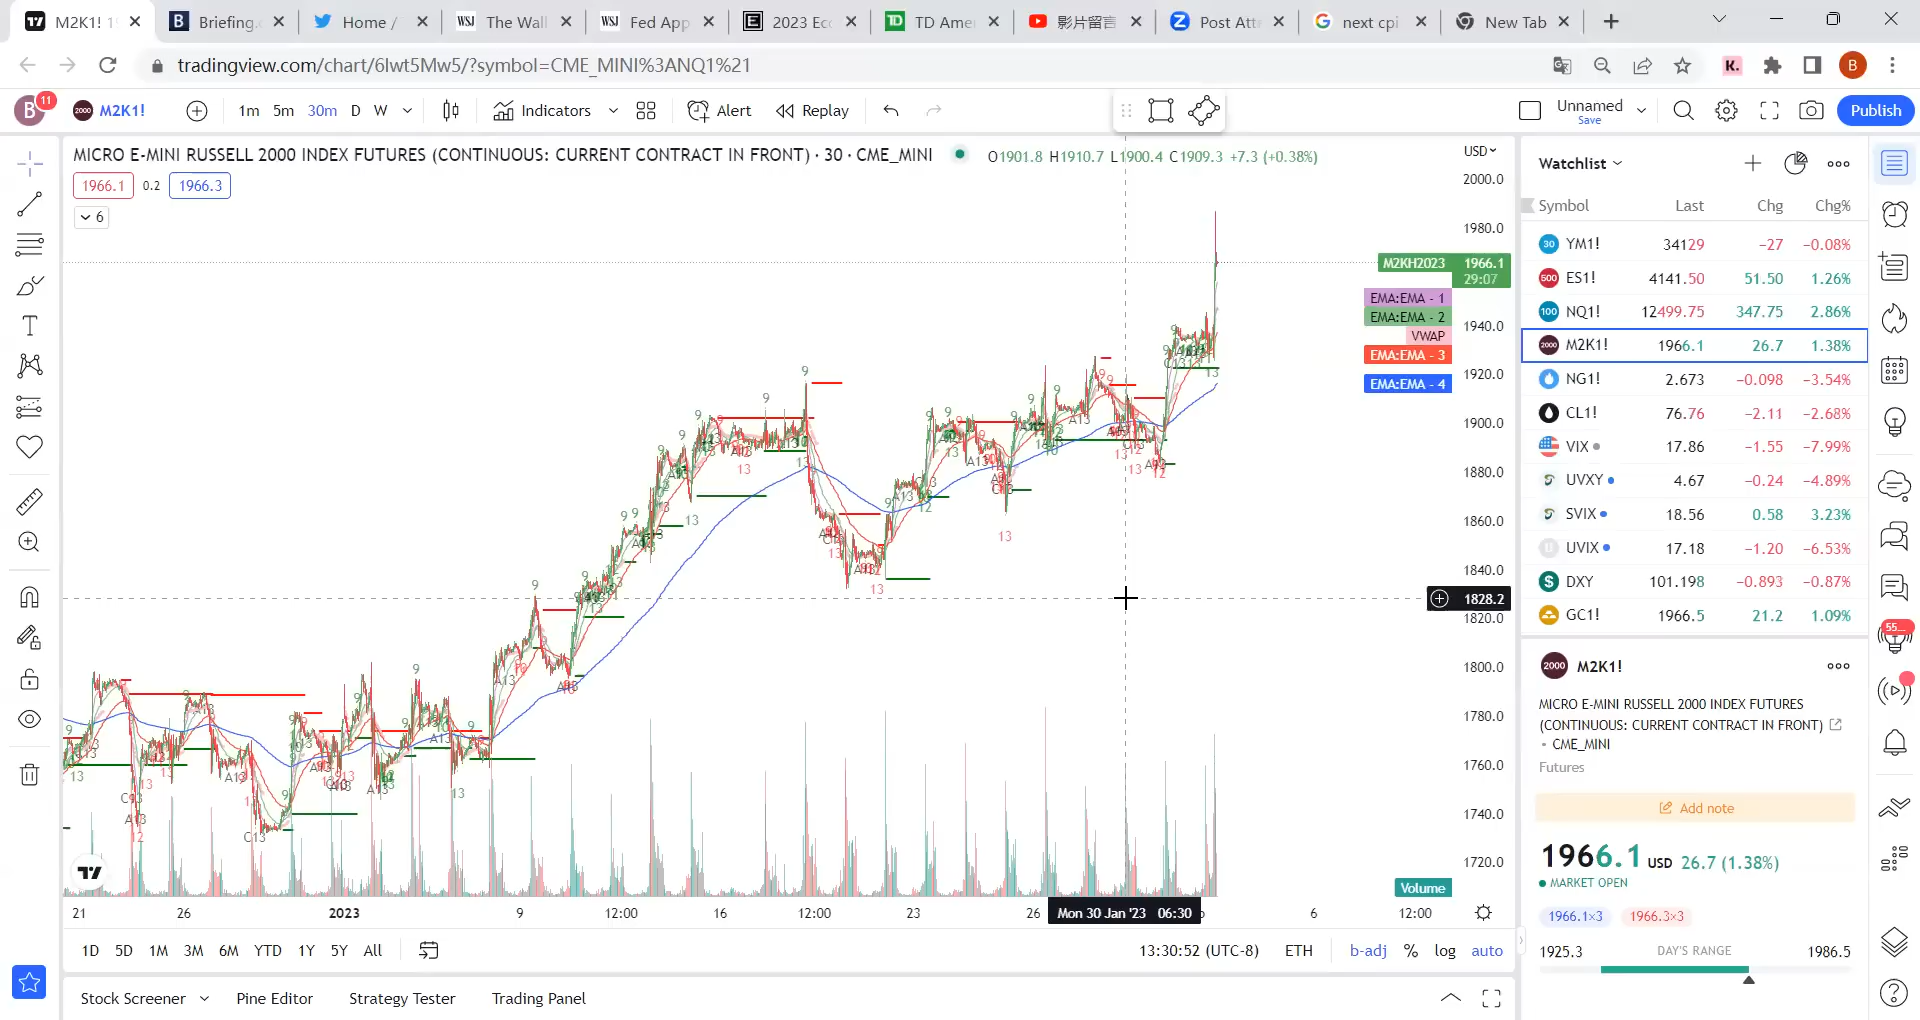 M2K1! 1
Briefing.
Home /
WSJ The Wall
WSJ Fed App
2023 Ec
TD Ame
影片留言
Post Atte
next cpi
New Tab
tradingview.com/chart/6lwt5Mw5/?symbol=CME_MINI%3ANQ1%21
K.
B
B 11
2000 M2K1!
1m 5m 30m D W
Indicators
Alert
Replay
Unnamed
Save
Publish
MICRO E-MINI RUSSELL 2000 INDEX FUTURES (CONTINUOUS: CURRENT CONTRACT IN FRONT) · 30 · CME_MINI
O1901.8 H1910.7 L1900.4 C1909.3 +7.3 (+0.38%)
1966.1 0.2 1966.3
6
USD
2000.0
1980.0
M2KH2023 1966.1
29:07
EMA:EMA - 1
EMA:EMA - 2
VWAP
EMA:EMA - 3
EMA:EMA - 4
1940.0
1920.0
1900.0
1880.0
1860.0
1840.0
1828.2
1820.0
1800.0
1780.0
1760.0
1740.0
1720.0
Volume
21 26 2023 9 12:00 16 12:00 23 26 Mon 30 Jan '23 06:30 6 12:00
1D 5D 1M 3M 6M YTD 1Y 5Y All
13:30:52 (UTC-8) ETH b-adj % log auto
Stock Screener Pine Editor Strategy Tester Trading Panel
Watchlist
Symbol Last Chg Chg%
30 YM1! 34129 −27 −0.08%
500 ES1! 4141.50 51.50 1.26%
100 NQ1! 12499.75 347.75 2.86%
2000 M2K1! 1966.1 26.7 1.38%
NG1! 2.673 −0.098 −3.54%
CL1! 76.76 −2.11 −2.68%
VIX 17.86 −1.55 −7.99%
UVXY 4.67 −0.24 −4.89%
SVIX 18.56 0.58 3.23%
UVIX 17.18 −1.20 −6.53%
DXY 101.198 −0.893 −0.87%
GC1! 1966.5 21.2 1.09%
2000 M2K1!
MICRO E-MINI RUSSELL 2000 INDEX FUTURES
(CONTINUOUS: CURRENT CONTRACT IN FRONT)
• CME_MINI
Futures
Add note
1966.1 USD 26.7 (1.38%)
MARKET OPEN
1966.1×3 1966.3×3
1925.3 DAY'S RANGE 1986.5
55...